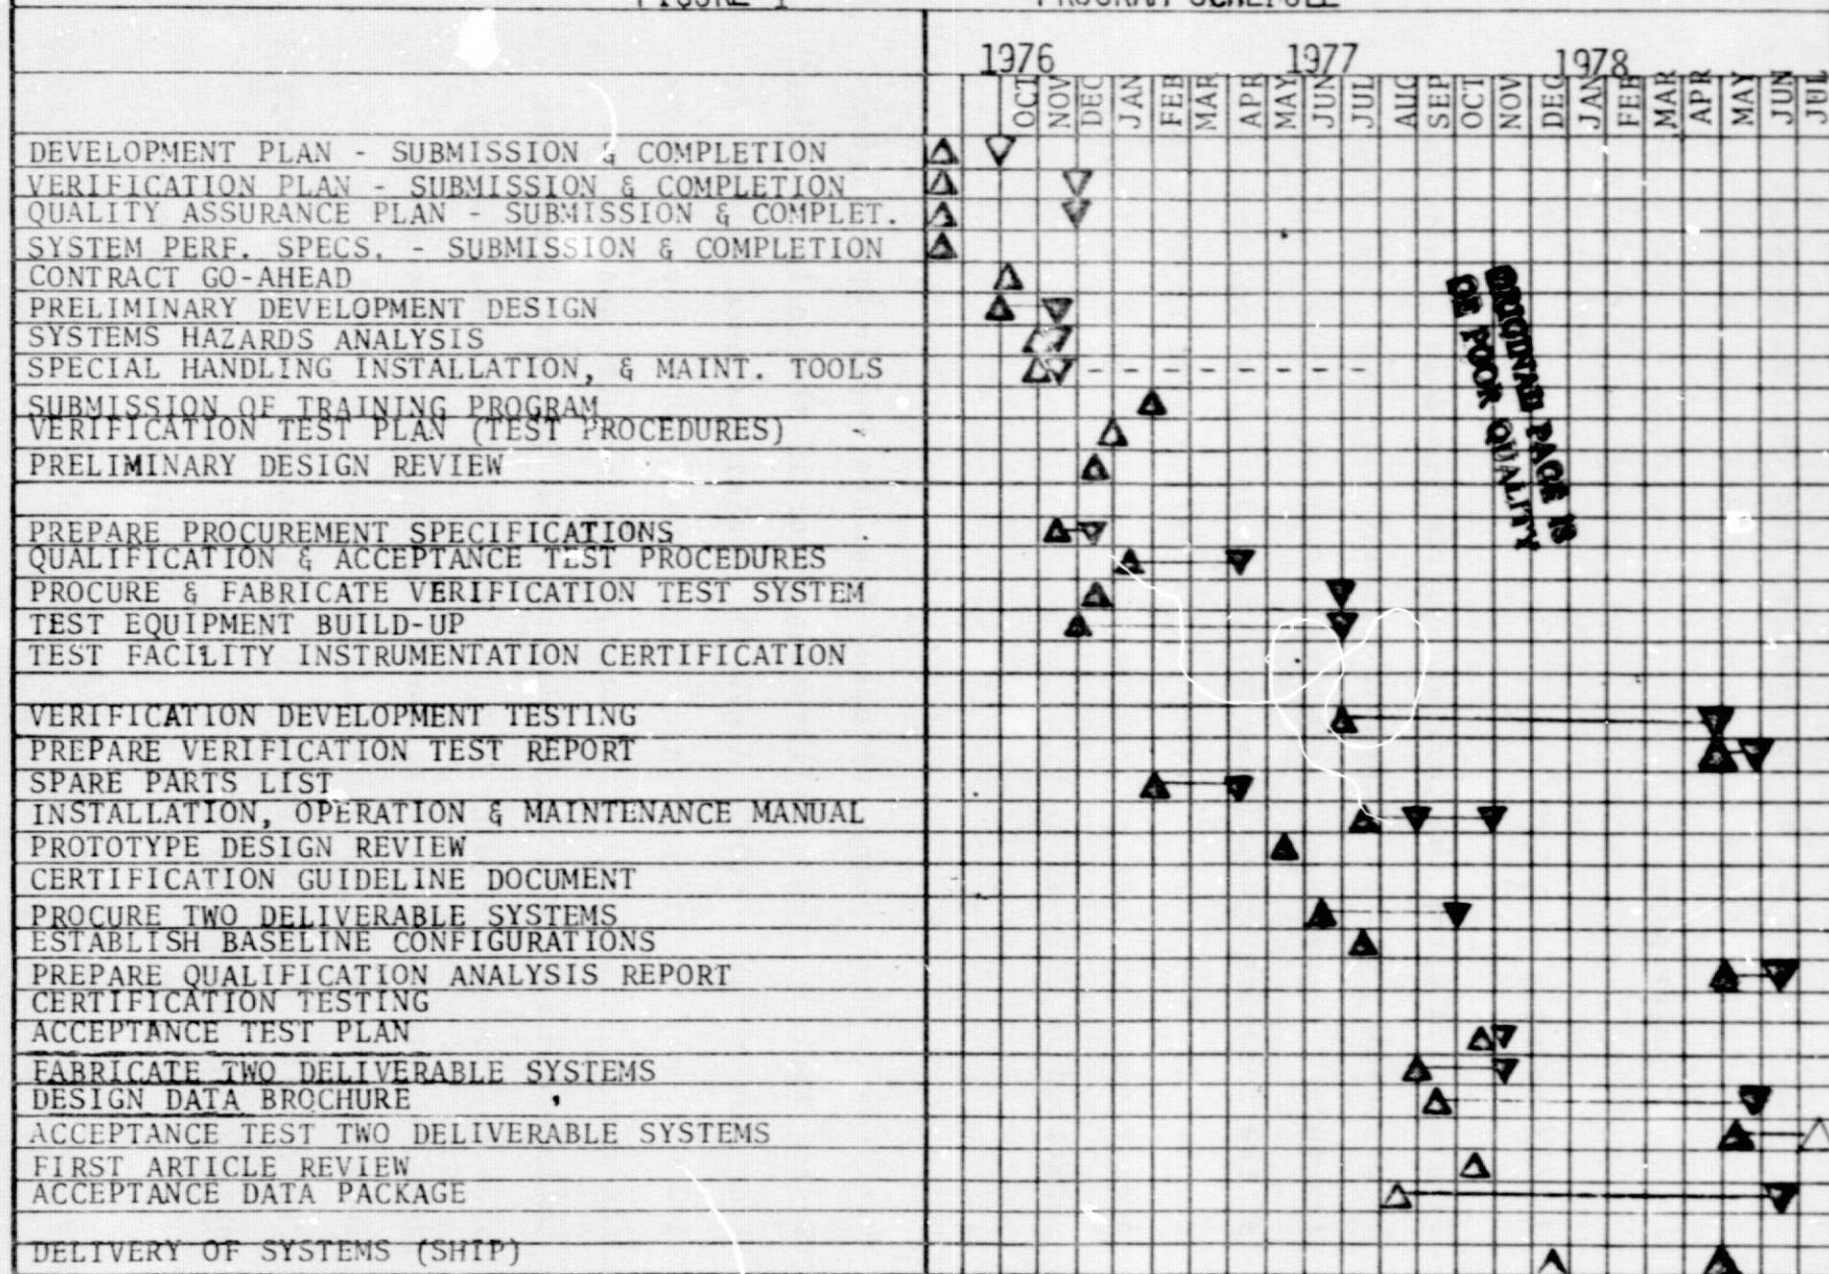 FIGURE 1 PROGRAM SCHEDULE
1976 1977 1978
OCT NOV DEC JAN FEB MAR APR MAY JUN JUL AUG SEP OCT NOV DEC JAN FEB MAR APR MAY JUN JUL
DEVELOPMENT PLAN - SUBMISSION & COMPLETION
VERIFICATION PLAN - SUBMISSION & COMPLETION
QUALITY ASSURANCE PLAN - SUBMISSION & COMPLET.
SYSTEM PERF. SPECS. - SUBMISSION & COMPLETION
CONTRACT GO-AHEAD
PRELIMINARY DEVELOPMENT DESIGN
SYSTEMS HAZARDS ANALYSIS
SPECIAL HANDLING INSTALLATION, & MAINT. TOOLS
SUBMISSION OF TRAINING PROGRAM
VERIFICATION TEST PLAN (TEST PROCEDURES)
PRELIMINARY DESIGN REVIEW
PREPARE PROCUREMENT SPECIFICATIONS
QUALIFICATION & ACCEPTANCE TEST PROCEDURES
PROCURE & FABRICATE VERIFICATION TEST SYSTEM
TEST EQUIPMENT BUILD-UP
TEST FACILITY INSTRUMENTATION CERTIFICATION
VERIFICATION DEVELOPMENT TESTING
PREPARE VERIFICATION TEST REPORT
SPARE PARTS LIST
INSTALLATION, OPERATION & MAINTENANCE MANUAL
PROTOTYPE DESIGN REVIEW
CERTIFICATION GUIDELINE DOCUMENT
PROCURE TWO DELIVERABLE SYSTEMS
ESTABLISH BASELINE CONFIGURATIONS
PREPARE QUALIFICATION ANALYSIS REPORT
CERTIFICATION TESTING
ACCEPTANCE TEST PLAN
FABRICATE TWO DELIVERABLE SYSTEMS
DESIGN DATA BROCHURE
ACCEPTANCE TEST TWO DELIVERABLE SYSTEMS
FIRST ARTICLE REVIEW
ACCEPTANCE DATA PACKAGE
DELIVERY OF SYSTEMS (SHIP)
ORIGINAL PAGE IS
OF POOR QUALITY